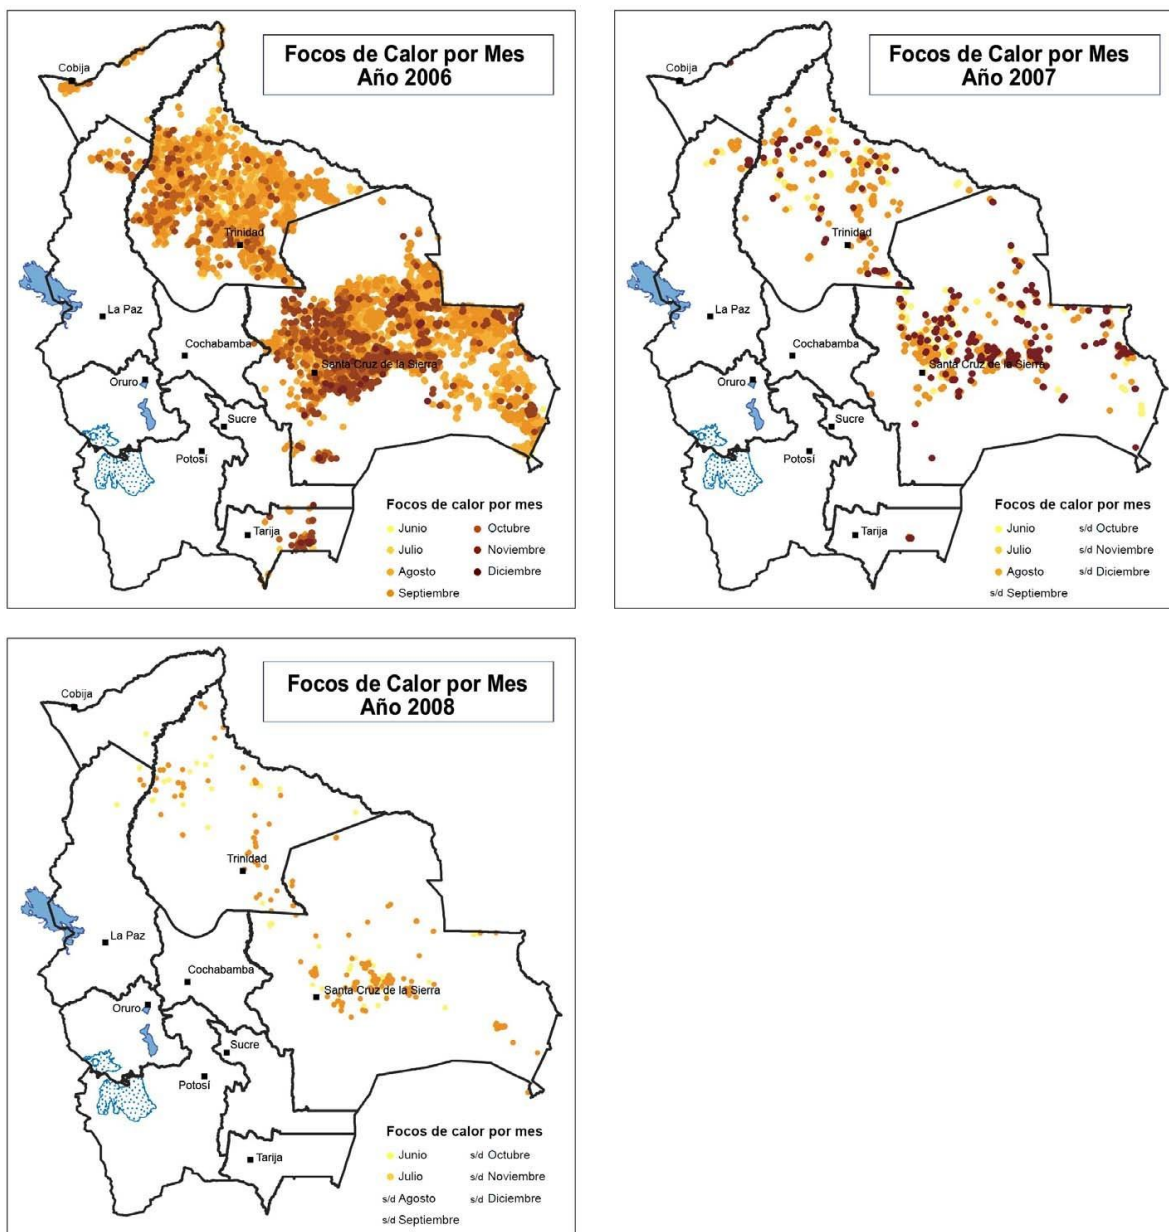 Focos de Calor por Mes
Año 2006
Cobija
Trinidad
La Paz
Cochabamba
Santa Cruz de la Sierra
Oruro
Sucre
Potosí
Tarija
Focos de calor por mes
Junio
Julio
Agosto
Septiembre
Octubre
Noviembre
Diciembre
Focos de Calor por Mes
Año 2007
Cobija
Trinidad
La Paz
Cochabamba
Santa Cruz de la Sierra
Oruro
Sucre
Potosí
Tarija
Focos de calor por mes
Junio
Julio
Agosto
s/d Septiembre
s/d Octubre
s/d Noviembre
s/d Diciembre
Focos de Calor por Mes
Año 2008
Cobija
Trinidad
La Paz
Cochabamba
Santa Cruz de la Sierra
Oruro
Sucre
Potosí
Tarija
Focos de calor por mes
Junio
Julio
s/d Agosto
s/d Septiembre
s/d Octubre
s/d Noviembre
s/d Diciembre